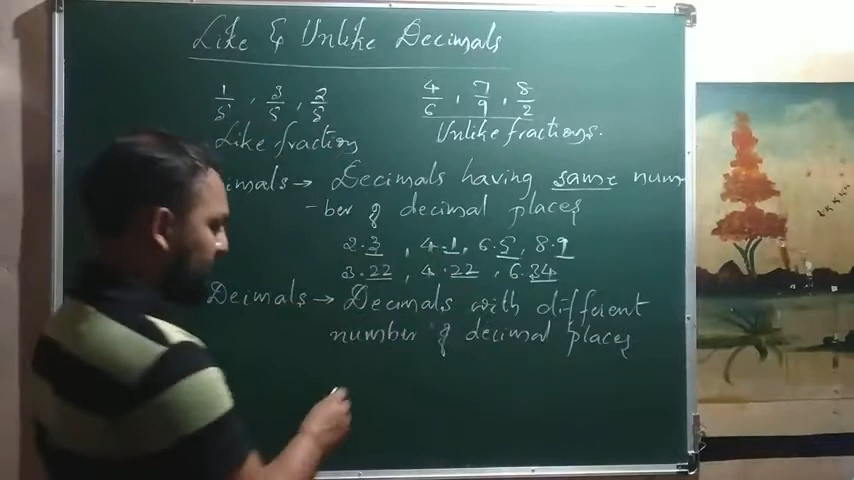 Like & Unlike Decimals
1/5 , 3/5 , 2/5
4/6 , 7/9 , 8/2
Like fraction
Unlike fractions.
imals → Decimals having same num
-ber of decimal places
2.3 , 4.1, 6.5, 8.9
3.22 , 4.22 , 6.34
Deimals → Decimals with different
number of decimal places